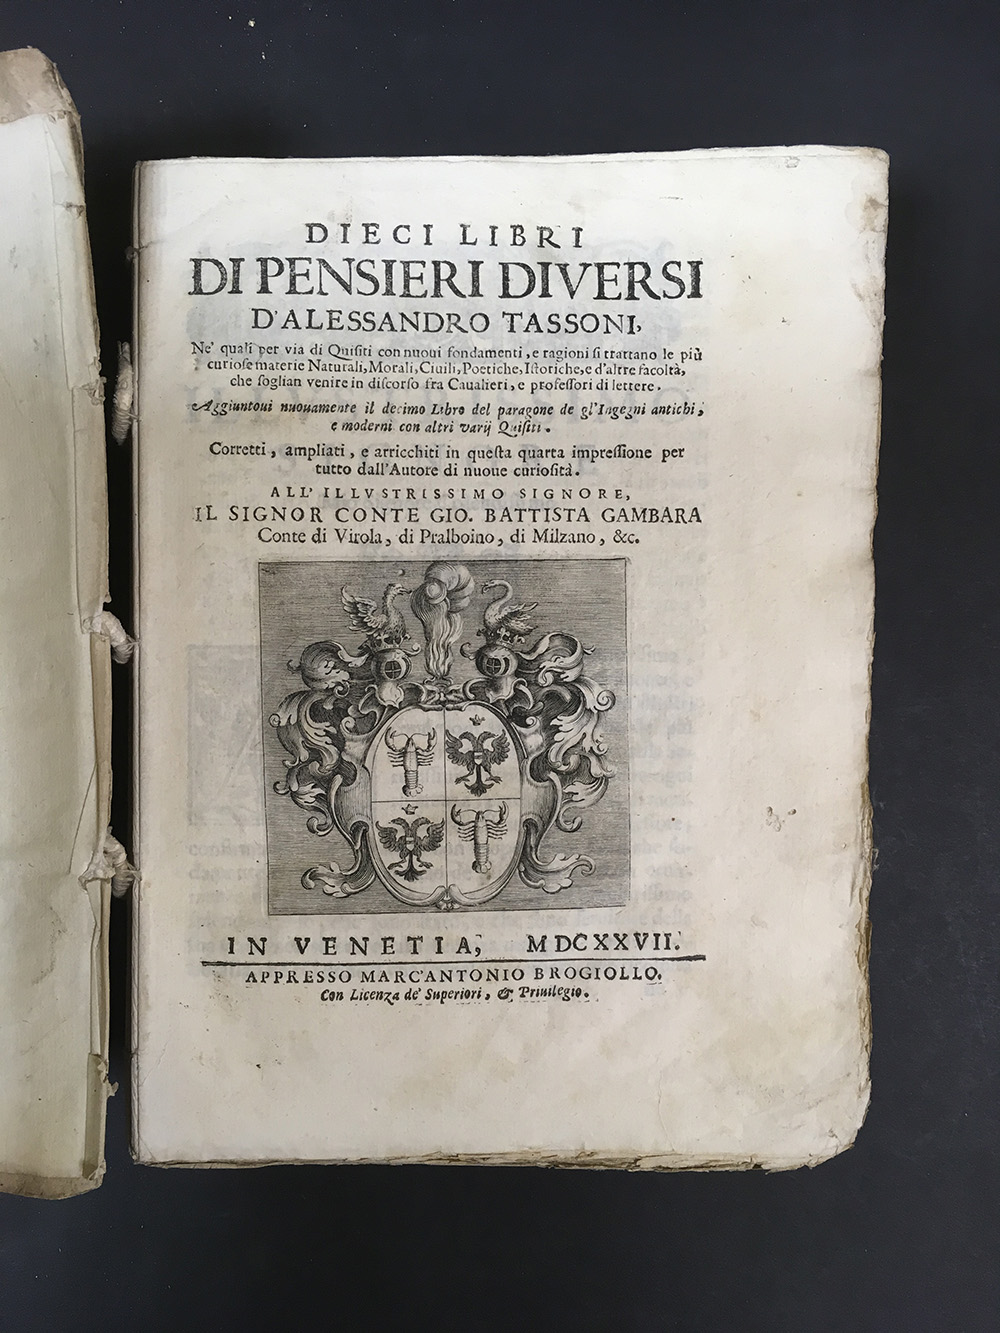 DIECI LIBRI
DI PENSIERI DIVERSI
D'ALESSANDRO TASSONI,
Ne' quali per via di Quisiti con nuoui fondamenti, e ragioni si trattano le più
curiose materie Naturali, Morali, Ciuili, Poetiche, Istoriche, e d'altre facoltà,
che soglian venire in discorso fra Caualieri, e professori di lettere.
Aggiuntoui nuouamente il decimo Libro del paragone de gl'Ingegni antichi,
e moderni con altri varij Quisiti.
Corretti, ampliati, e arricchiti in questa quarta impressione per
tutto dall'Autore di nuoue curiosità.
ALL'ILLVSTRISSIMO SIGNORE,
IL SIGNOR CONTE GIO. BATTISTA GAMBARA
Conte di Virola, di Pralboino, di Milzano, &c.
IN VENETIA, MDCXXVII.
APPRESSO MARC'ANTONIO BROGIOLLO.
Con Licenza de' Superiori, & Priuilegio.